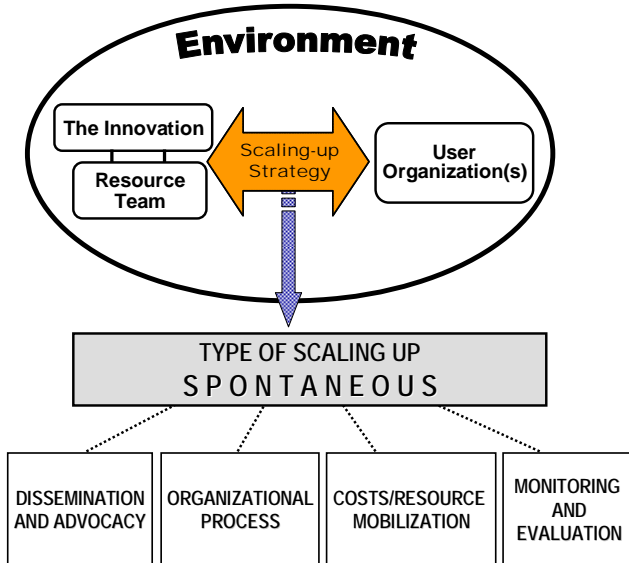 Environment
The Innovation
Resource
Team
Scaling-up
Strategy
User
Organization(s)
TYPE OF SCALING UP
SPONTANEOUS
DISSEMINATION
AND ADVOCACY
ORGANIZATIONAL
PROCESS
COSTS/RESOURCE
MOBILIZATION
MONITORING
AND
EVALUATION